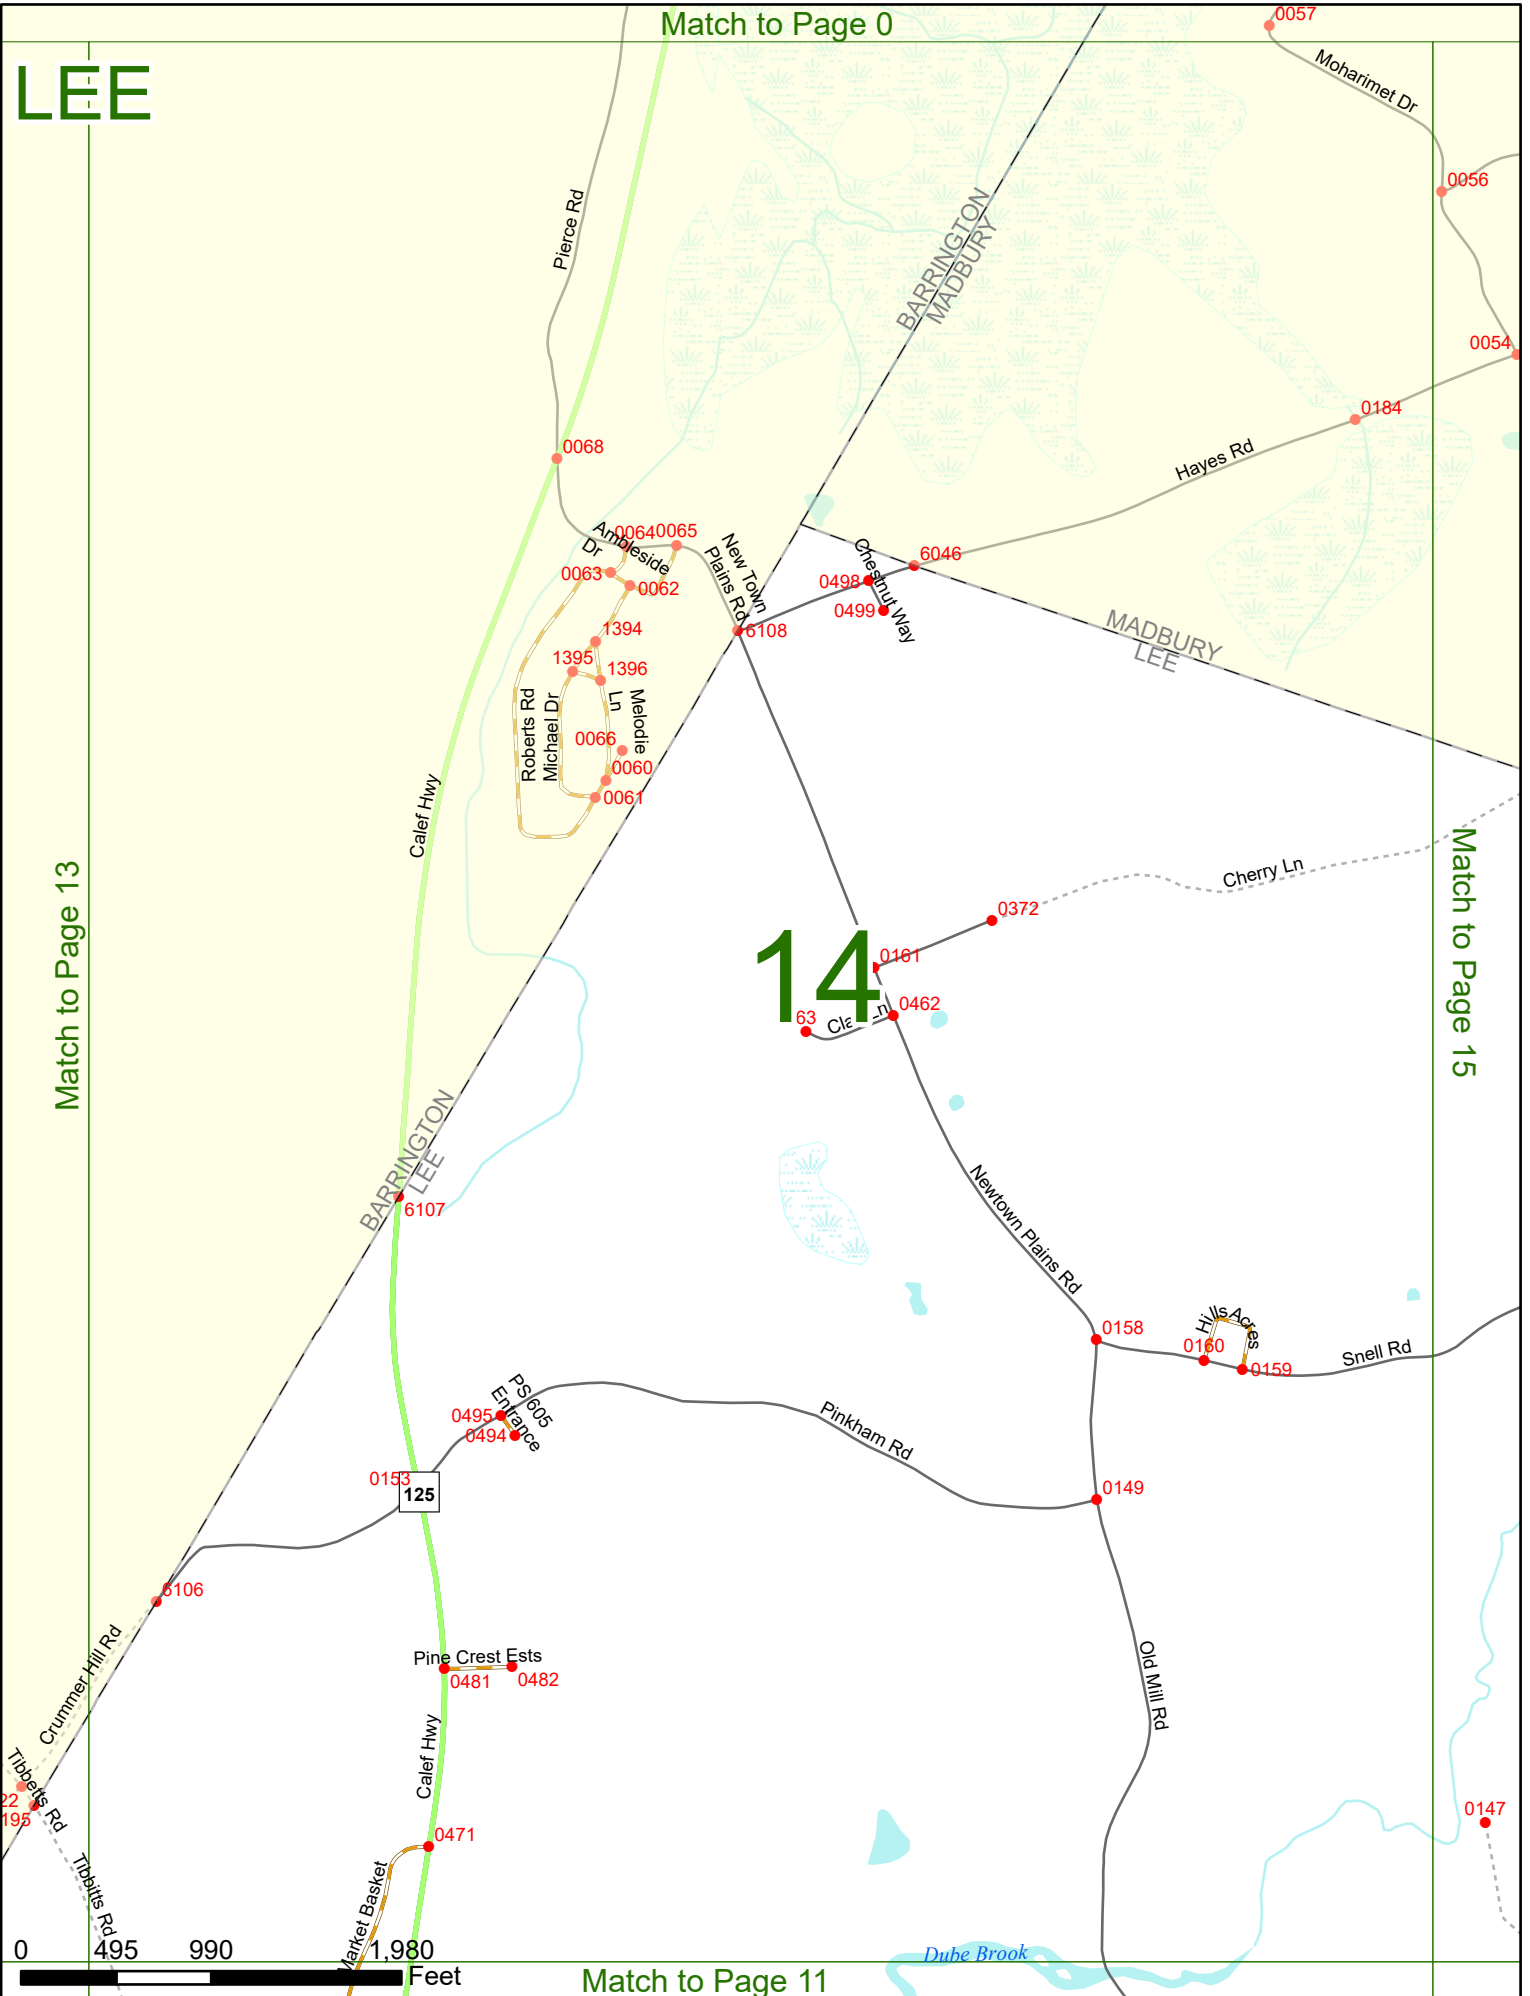 Match to Page 0
0057
LEE
Moharimet Dr
0056
Pierce Rd
BARRINGTON
MADBURY
0054
0184
0068
Hayes Rd
0064
0065
Ambleside
Dr
New Town
Plains Rd
Chestnut Way
6046
0063
0062
0498
0499
6108
1394
MADBURY
LEE
1395
1396
Roberts Rd
Michael Dr
Melodie
Ln
0066
0060
0061
Calef Hwy
Match to Page 13
Match to Page 15
Cherry Ln
0372
14
0161
0462
63
BARRINGTON
LEE
6107
Newtown Plains Rd
0158
Hills Acres
0160
0159
Snell Rd
PS 605
Entrance
0495
0494
Pinkham Rd
0153
125
0149
6106
Crummer Hill Rd
Pine Crest Ests
0481
0482
Old Mill Rd
Calef Hwy
Tibbetts Rd
22
195
0147
0471
Tibbitts Rd
Market Basket
0 495 990 1,980
Feet
Dube Brook
Match to Page 11